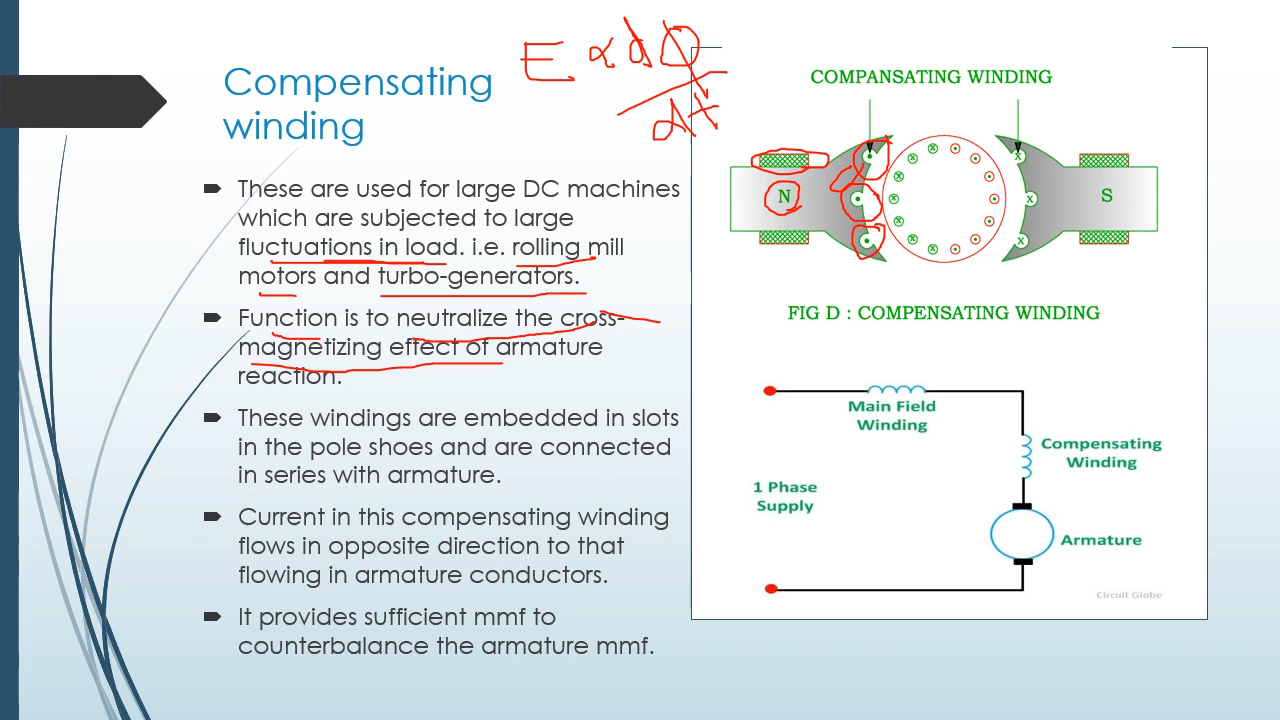 Compensating
winding
E ∝ dΦ
dt
These are used for large DC machines
which are subjected to large
fluctuations in load. i.e. rolling mill
motors and turbo-generators.
Function is to neutralize the cross-
magnetizing effect of armature
reaction.
These windings are embedded in slots
in the pole shoes and are connected
in series with armature.
Current in this compensating winding
flows in opposite direction to that
flowing in armature conductors.
It provides sufficient mmf to
counterbalance the armature mmf.
COMPANSATING WINDING
N
S
FIG D : COMPENSATING WINDING
Main Field
Winding
Compensating
Winding
1 Phase
Supply
Armature
Circuit Globe